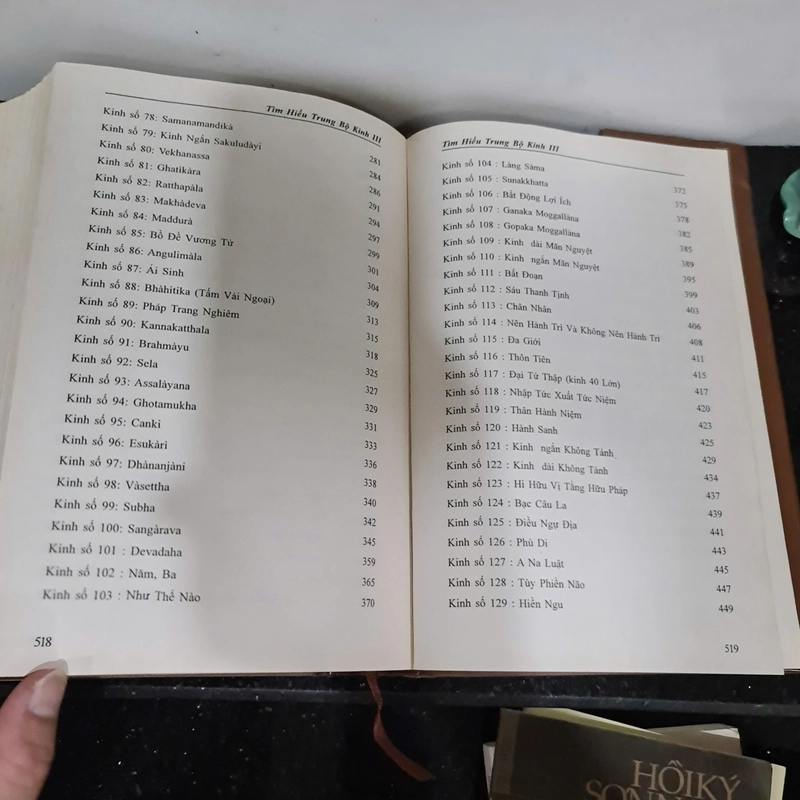 Tìm Hiểu Trung Bộ Kinh III
Kinh số 78: Samanamandikà 281
Kinh số 79: Kinh Ngắn Sakuludàyi 284
Kinh số 80: Vekhanassa 286
Kinh số 81: Ghatikàra 291
Kinh số 82: Ratthapàla 294
Kinh số 83: Makhàdeva 297
Kinh số 84: Maddurà 299
Kinh số 85: Bồ Đề Vương Tử 301
Kinh số 86: Angulimàla 304
Kinh số 87: Ái Sinh 309
Kinh số 88: Bhàhitika (Tấm Vải Ngoại) 313
Kinh số 89: Pháp Trang Nghiêm 315
Kinh số 90: Kannakatthala 318
Kinh số 91: Brahmàyu 325
Kinh số 92: Sela 327
Kinh số 93: Assalàyana 329
Kinh số 94: Ghotamukha 331
Kinh số 95: Cankì 333
Kinh số 96: Esukàri 336
Kinh số 97: Dhànanjàni 338
Kinh số 98: Vàsettha 340
Kinh số 99: Subha 342
Kinh số 100: Sangàrava 345
Kinh số 101 : Devadaha 359
Kinh số 102 : Năm, Ba 365
Kinh số 103 : Như Thế Nào 370
518
Tìm Hiểu Trung Bộ Kinh III
Kinh số 104 : Làng Sàma 372
Kinh số 105 : Sunakkhatta 375
Kinh số 106 : Bất Động Lợi Ích 378
Kinh số 107 : Ganaka Moggallàna 382
Kinh số 108 : Gopaka Moggallàna 385
Kinh số 109 : Kinh dài Mãn Nguyệt 389
Kinh số 110 : Kinh ngắn Mãn Nguyệt 395
Kinh số 111 : Bất Đoạn 399
Kinh số 112 : Sáu Thanh Tịnh 403
Kinh số 113 : Chân Nhân 406
Kinh số 114 : Nên Hành Trì Và Không Nên Hành Trì 408
Kinh số 115 : Đa Giới 411
Kinh số 116 : Thôn Tiên 415
Kinh số 117 : Đại Tứ Thập (kinh 40 Lớn) 417
Kinh số 118 : Nhập Tức Xuất Tức Niệm 420
Kinh số 119 : Thân Hành Niệm 423
Kinh số 120 : Hành Sanh 425
Kinh số 121 : Kinh ngắn Không Tánh 429
Kinh số 122 : Kinh dài Không Tánh 434
Kinh số 123 : Hi Hữu Vị Tằng Hữu Pháp 437
Kinh số 124 : Bạc Câu La 439
Kinh số 125 : Điều Ngự Địa 441
Kinh số 126 : Phù Di 443
Kinh số 127 : A Na Luật 445
Kinh số 128 : Tùy Phiền Não 447
Kinh số 129 : Hiền Ngu 449
519
HỒI KÝ